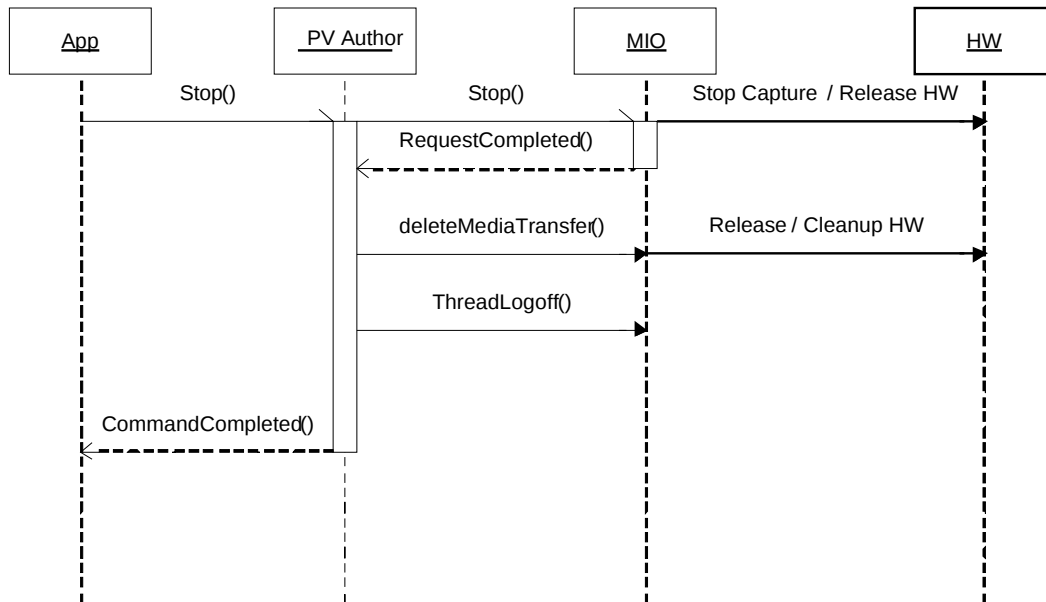 App
PV Author
MIO
HW
Stop()
Stop()
Stop Capture / Release HW
RequestCompleted()
deleteMediaTransfer()
Release / Cleanup HW
ThreadLogoff()
CommandCompleted()